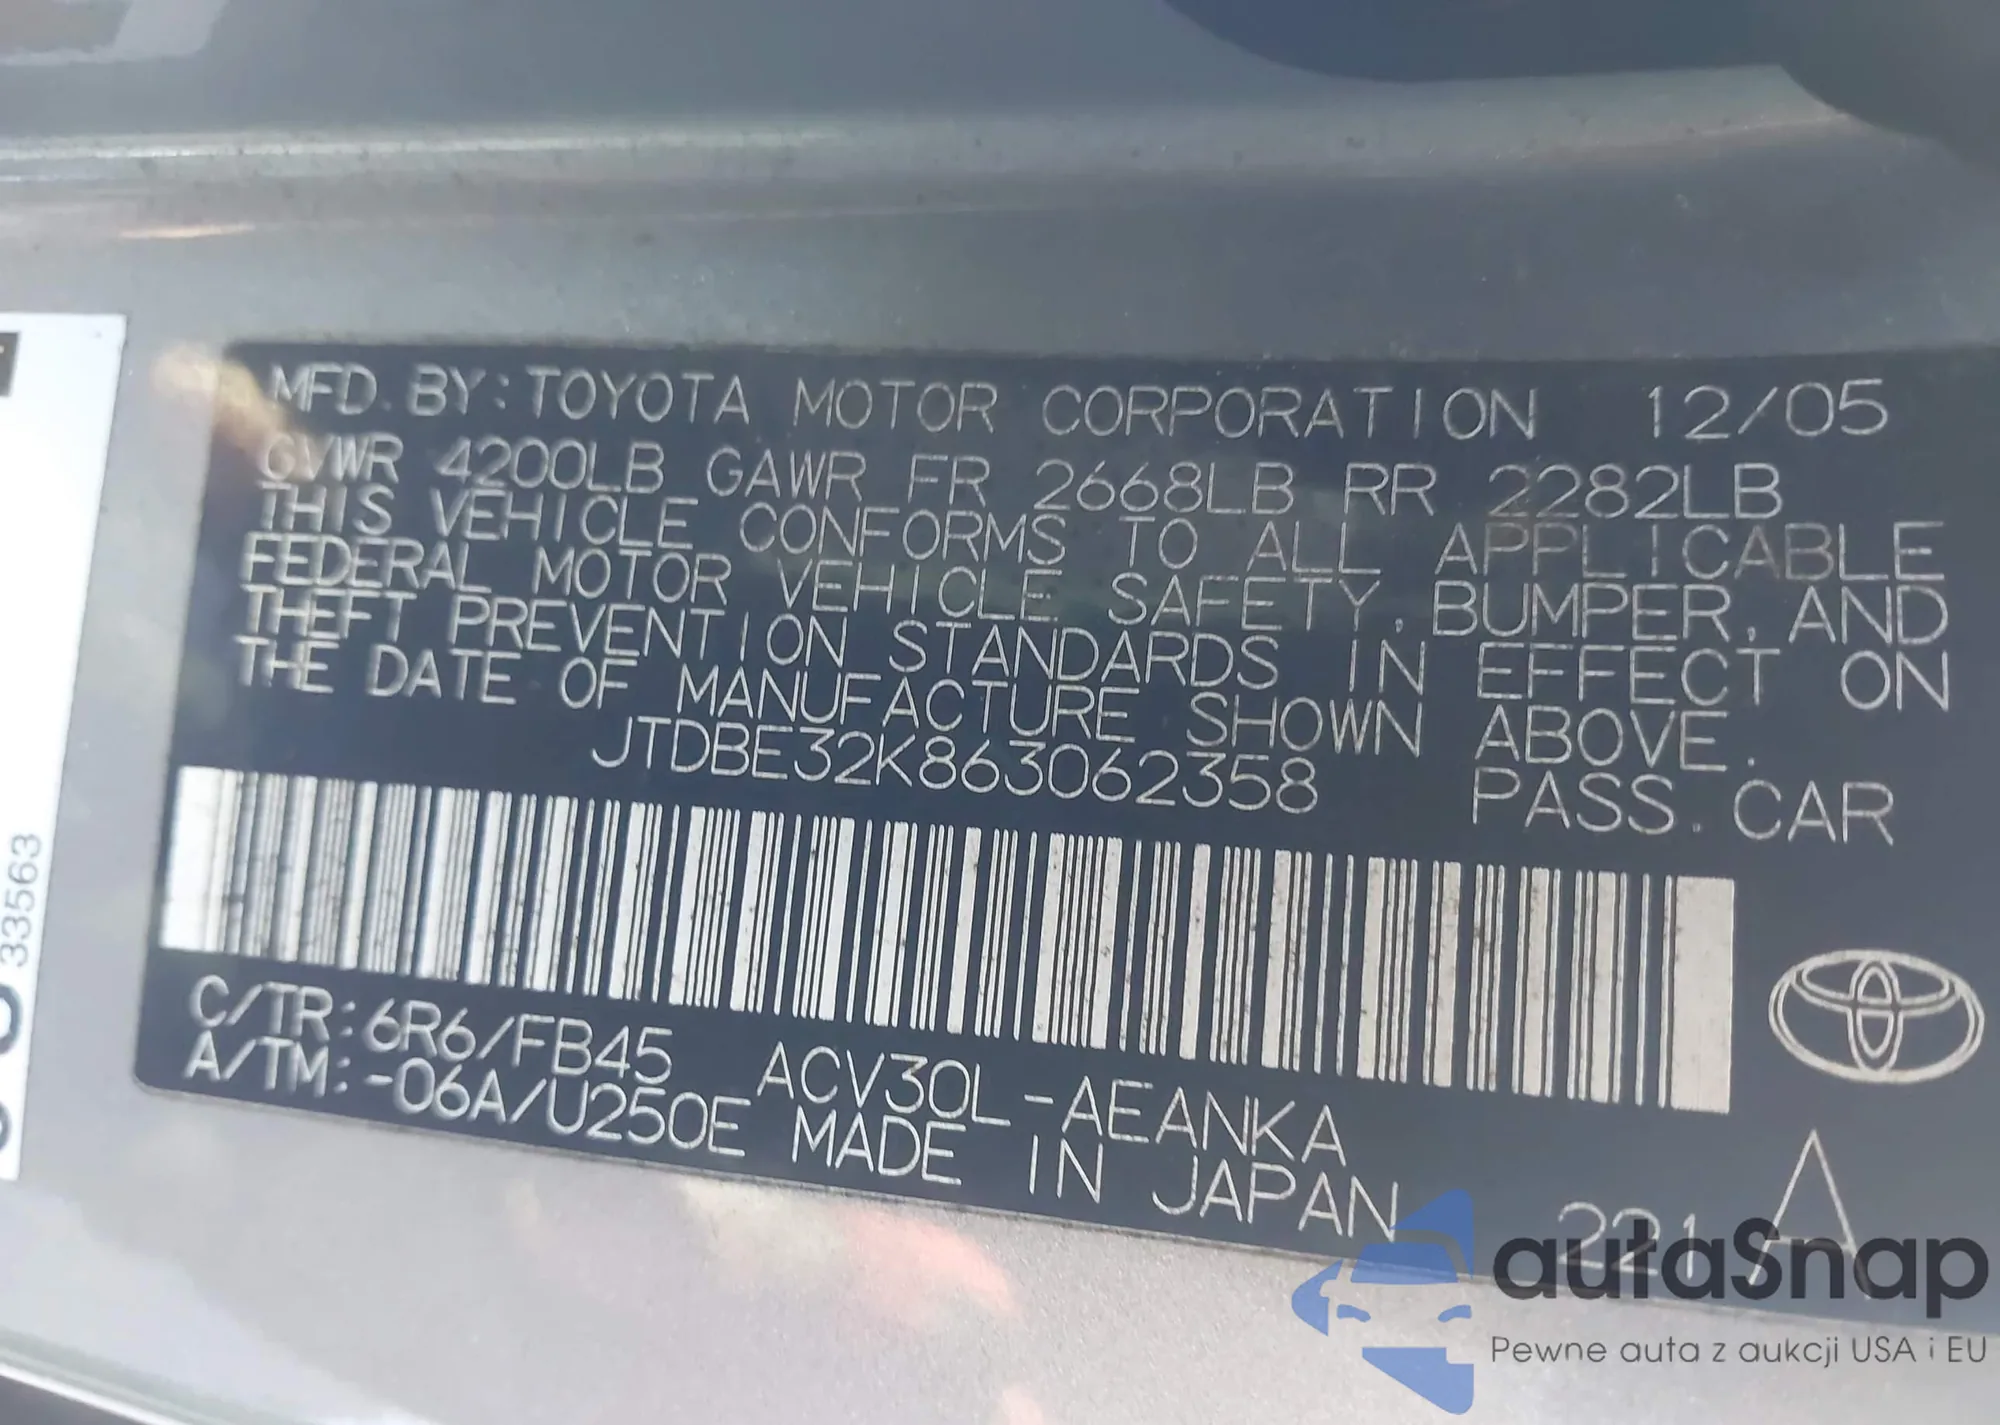 MFD. BY: TOYOTA MOTOR CORPORATION 12/05
GVWR 4200LB GAWR FR 2668LB RR 2282LB
THIS VEHICLE CONFORMS TO ALL APPLICABLE
FEDERAL MOTOR VEHICLE SAFETY, BUMPER, AND
THEFT PREVENTION STANDARDS IN EFFECT ON
THE DATE OF MANUFACTURE SHOWN ABOVE.
JTDBE32K863062358 PASS. CAR
C/TR: 6R6/FB45 ACV30L-AEANKA
A/TM: -06A/U250E MADE IN JAPAN 221 A
33563
autaSnap
Pewne auta z aukcji USA i EU